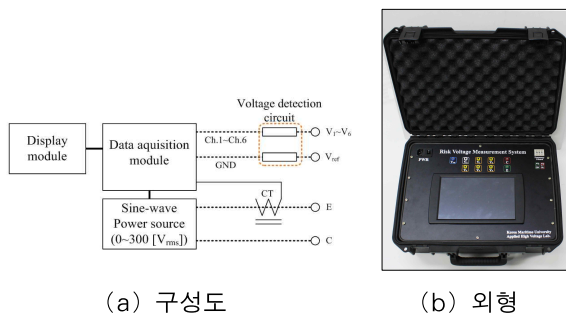 Voltage detection
circuit
Display
module
Data aquisition
module
Ch.1~Ch.6
V1~V6
GND
Vref
CT
Sine-wave
Power source
(0~300 [Vrms])
E
C
(a) 구성도
Risk Voltage Measurement System
PWR
Korea Maritime University
Applied High Voltage Lab.
(b) 외형